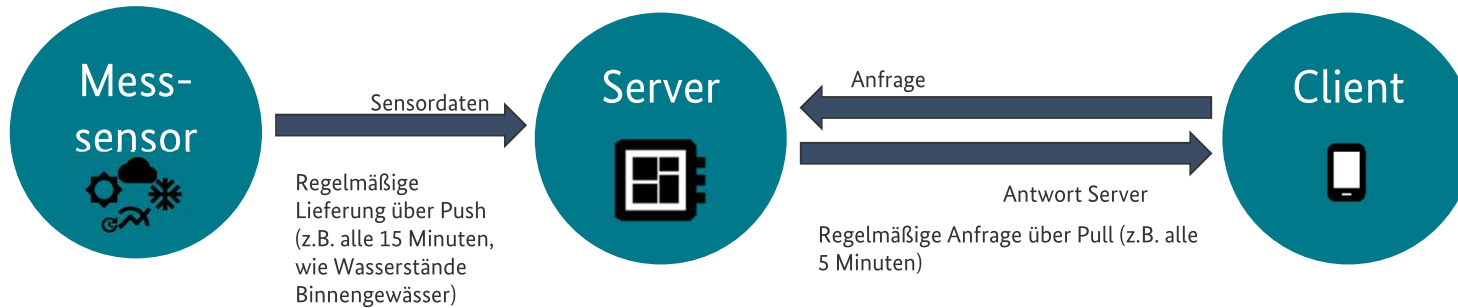 Mess-
sensor
Sensordaten
Regelmäßige
Lieferung über Push
(z.B. alle 15 Minuten,
wie Wasserstände
Binnengewässer)
Server
Anfrage
Antwort Server
Regelmäßige Anfrage über Pull (z.B. alle
5 Minuten)
Client